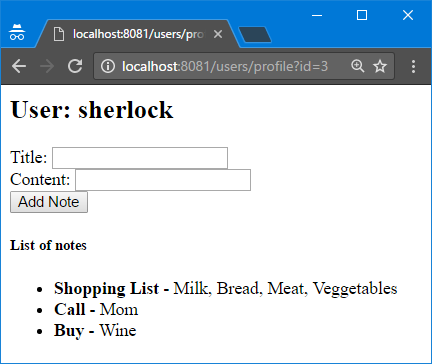 localhost:8081/users/pro
localhost:8081/users/profile?id=3
User: sherlock
Title:
Content:
Add Note
List of notes
Shopping List - Milk, Bread, Meat, Veggetables
Call - Mom
Buy - Wine